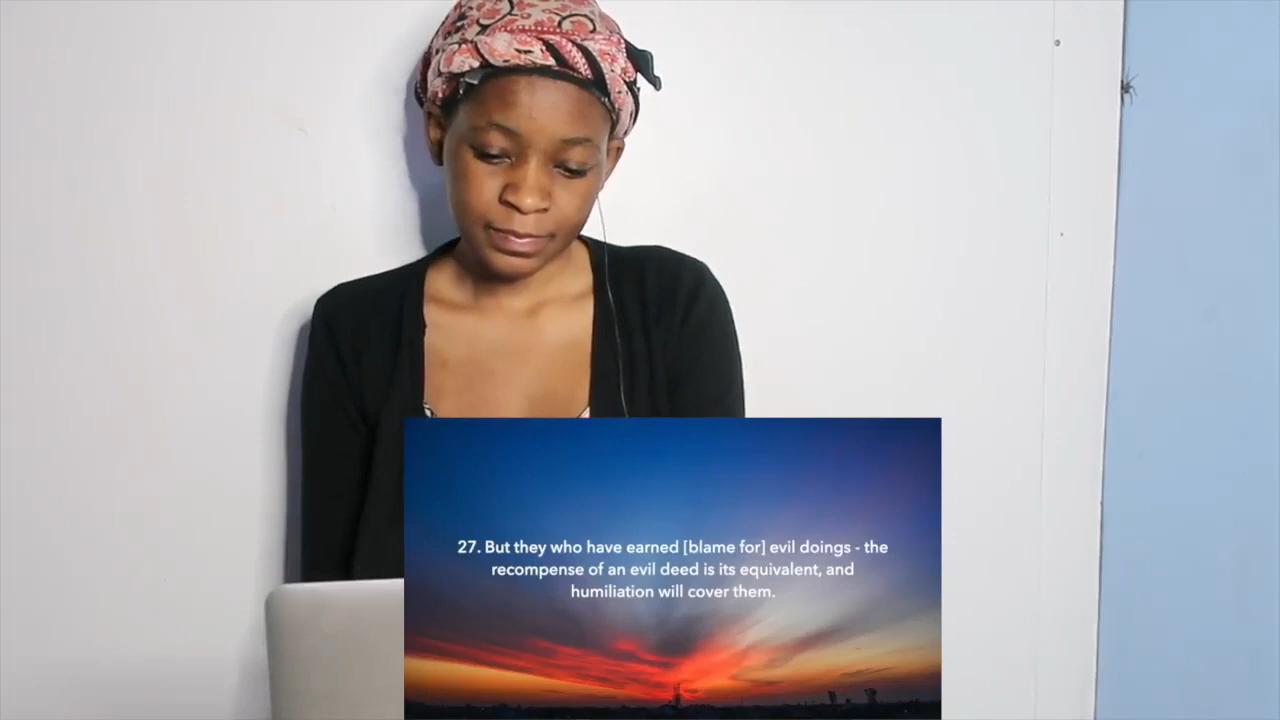 27. But they who have earned [blame for] evil doings - the
recompense of an evil deed is its equivalent, and
humiliation will cover them.